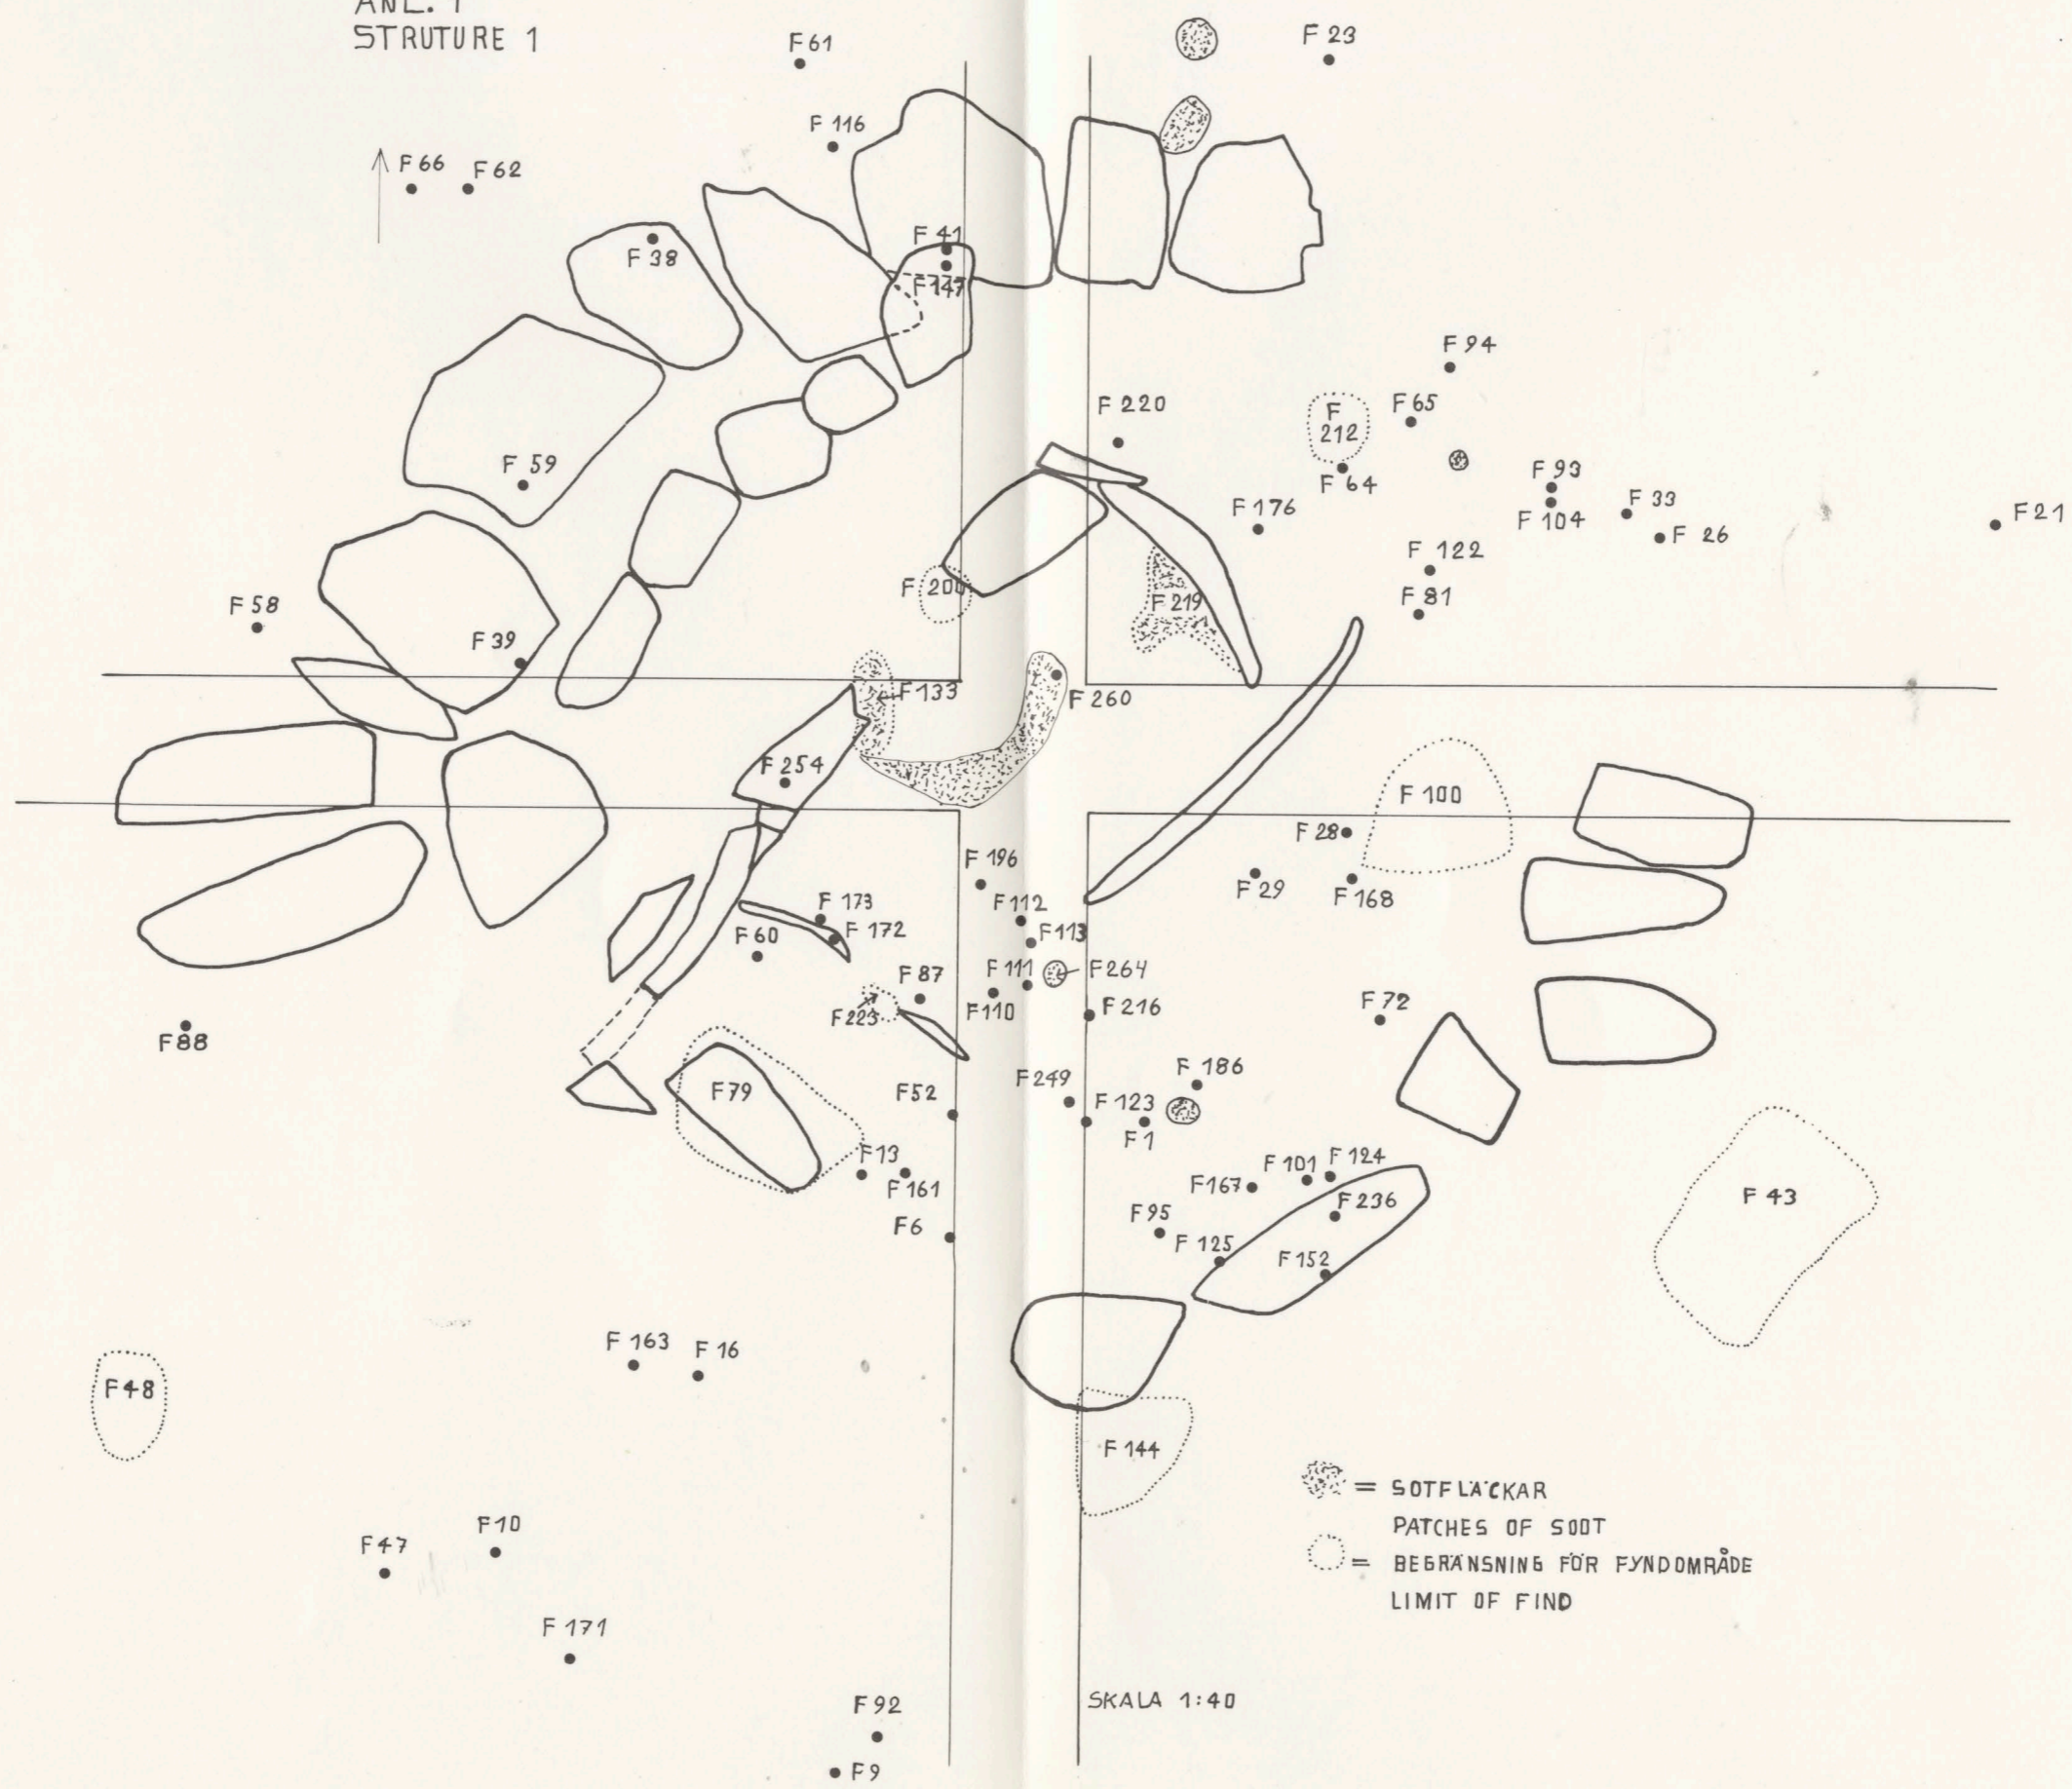 ANL. 1
STRUTURE 1
F 61
F 23
F 116
F 66
F 62
F 41
F 38
F 147
F 94
F 220
F 65
F
212
F 59
F 64
F 93
F 33
F 176
F 104
F 21
F 26
F 122
F 200
F 81
F 219
F 58
F 39
F 133
F 260
F 254
F 100
F 28
F 196
F 29
F 168
F 173
F 112
F 172
F 113
F 60
F 87
F 111
F 264
F 223
F 110
F 216
F 72
F 88
F 186
F 249
F 79
F 52
F 123
F 1
F 13
F 101
F 124
F 161
F 167
F 236
F 43
F 6
F 95
F 125
F 152
F 163
F 16
F 48
F 144
= SOTFLÄCKAR
PATCHES OF SOOT
= BEGRÄNSNING FÖR FYNDOMRÅDE
LIMIT OF FIND
F 10
F 47
F 171
F 92
SKALA 1:40
F 9